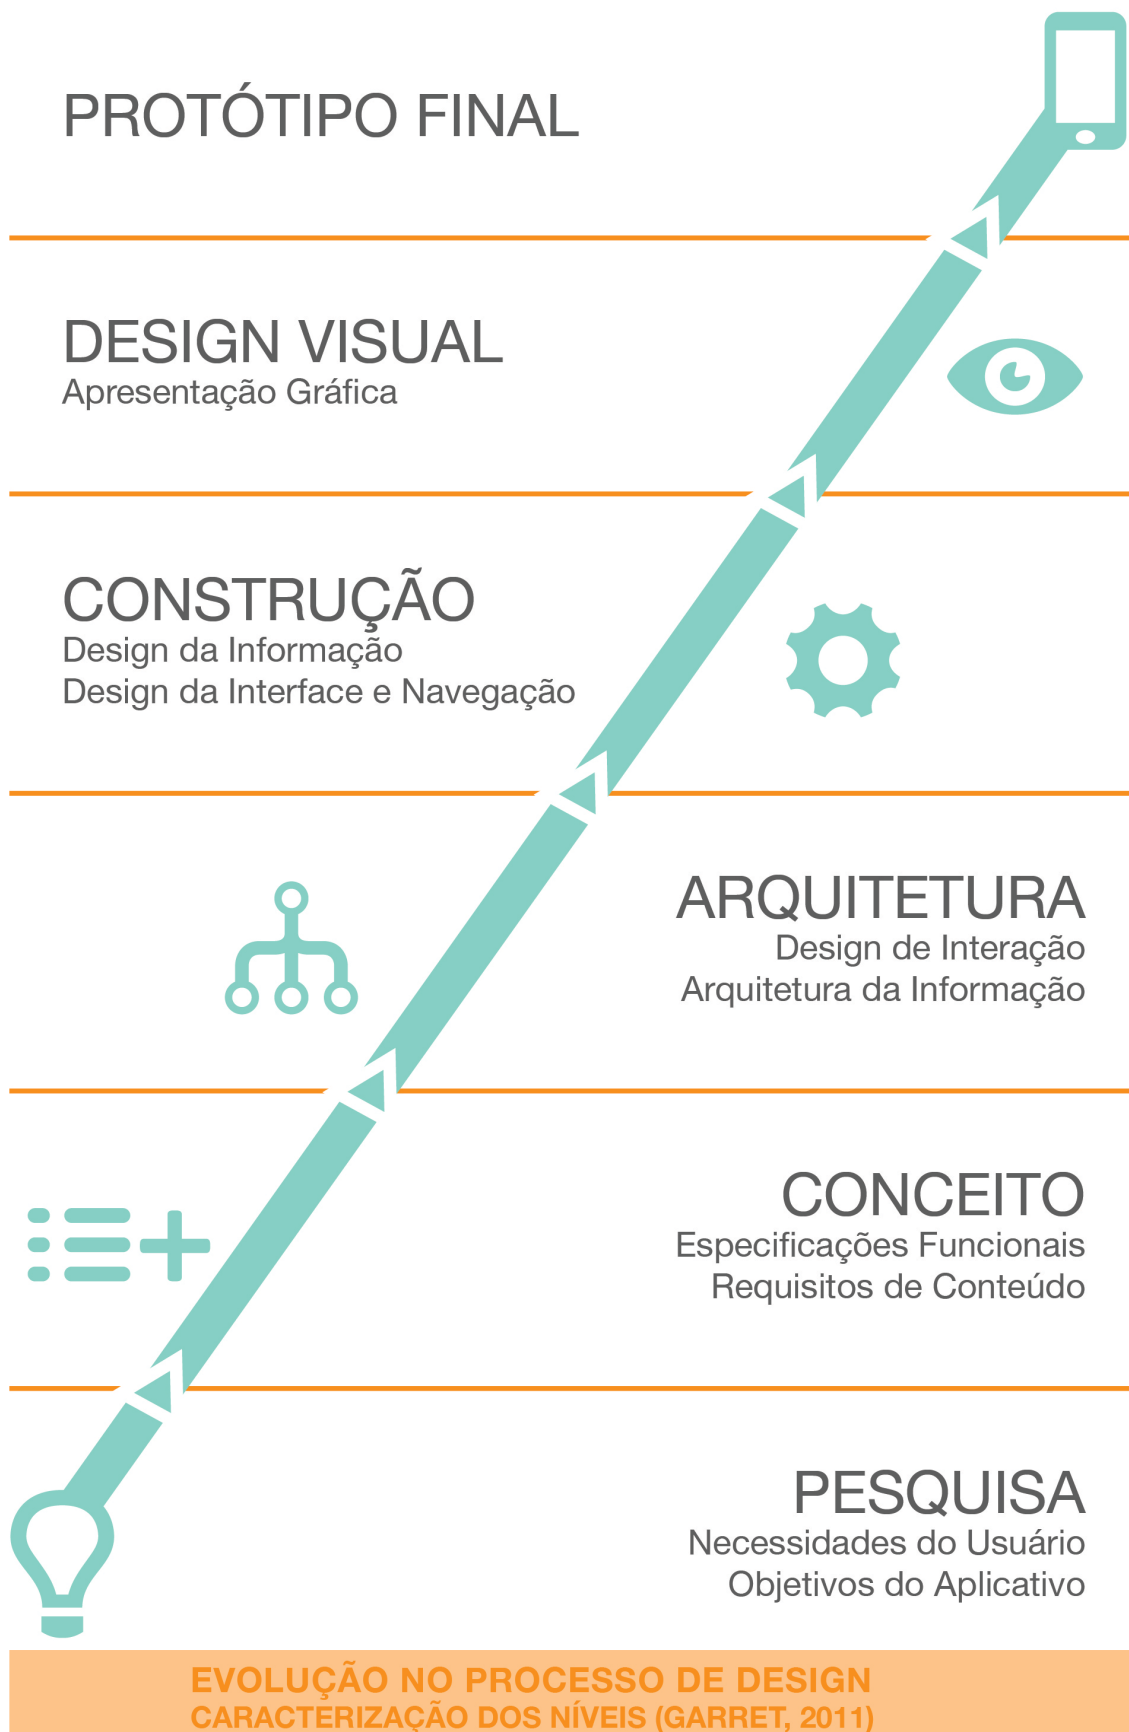 PROTÓTIPO FINAL
DESIGN VISUAL
Apresentação Gráfica
CONSTRUÇÃO
Design da Informação
Design da Interface e Navegação
ARQUITETURA
Design de Interação
Arquitetura da Informação
CONCEITO
Especificações Funcionais
Requisitos de Conteúdo
PESQUISA
Necessidades do Usuário
Objetivos do Aplicativo
EVOLUÇÃO NO PROCESSO DE DESIGN
CARACTERIZAÇÃO DOS NÍVEIS (GARRET, 2011)